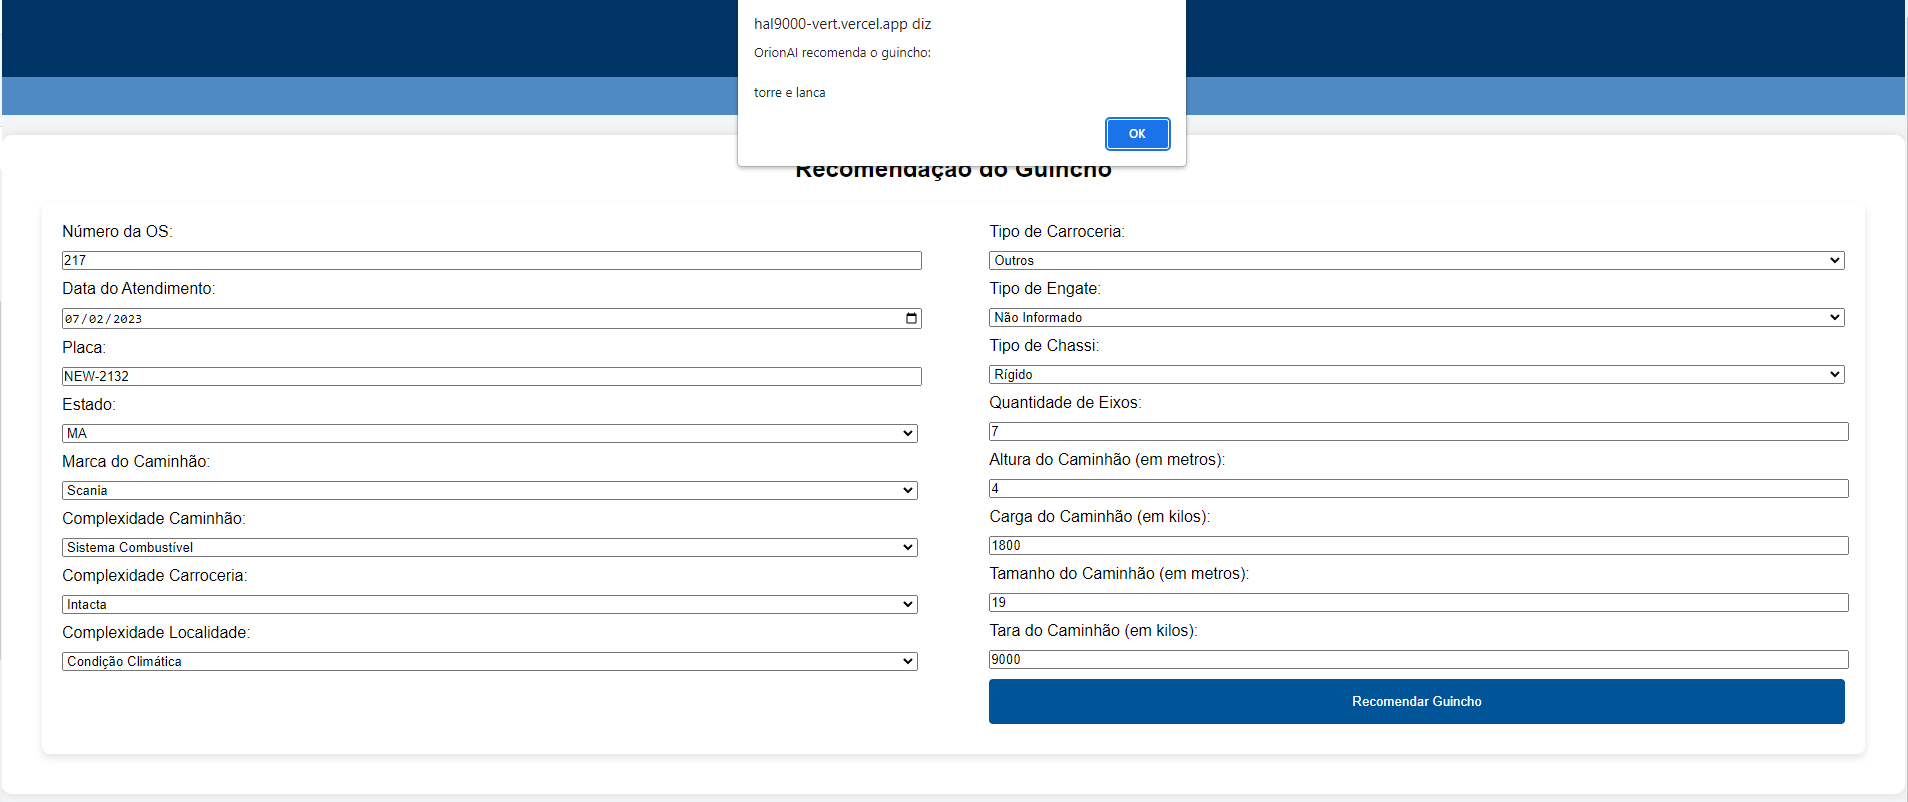 hal9000-vert.vercel.app diz
OrionAI recomenda o guincho:
torre e lanca
OK
Recomendação do Guincho
Número da OS:
217
Data do Atendimento:
07/02/2023
Placa:
NEW-2132
Estado:
MA
Marca do Caminhão:
Scania
Complexidade Caminhão:
Sistema Combustível
Complexidade Carroceria:
Intacta
Complexidade Localidade:
Condição Climática
Tipo de Carroceria:
Outros
Tipo de Engate:
Não Informado
Tipo de Chassi:
Rígido
Quantidade de Eixos:
7
Altura do Caminhão (em metros):
4
Carga do Caminhão (em kilos):
1800
Tamanho do Caminhão (em metros):
19
Tara do Caminhão (em kilos):
9000
Recomendar Guincho